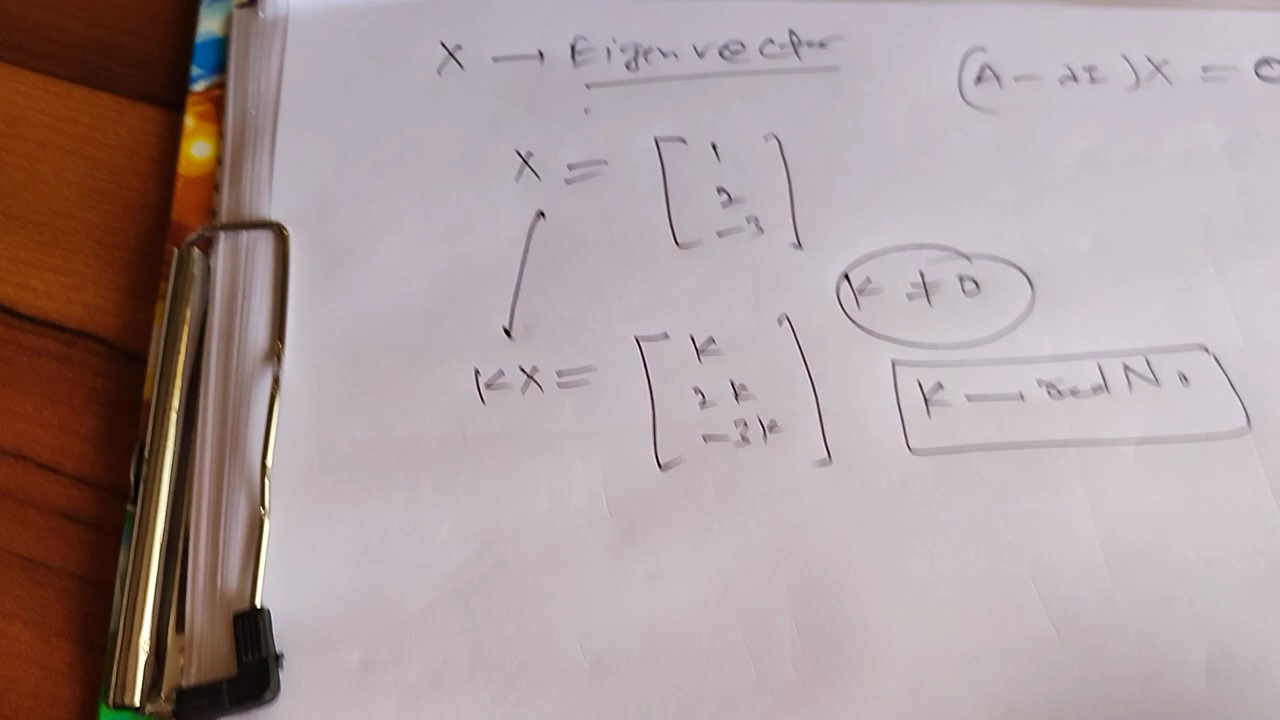 X → Eigenvector
(A - λI)X = 0
X = [ 1
2
-3 ]
K ≠ 0
KX = [ K
2K
-3K ]
K — real No